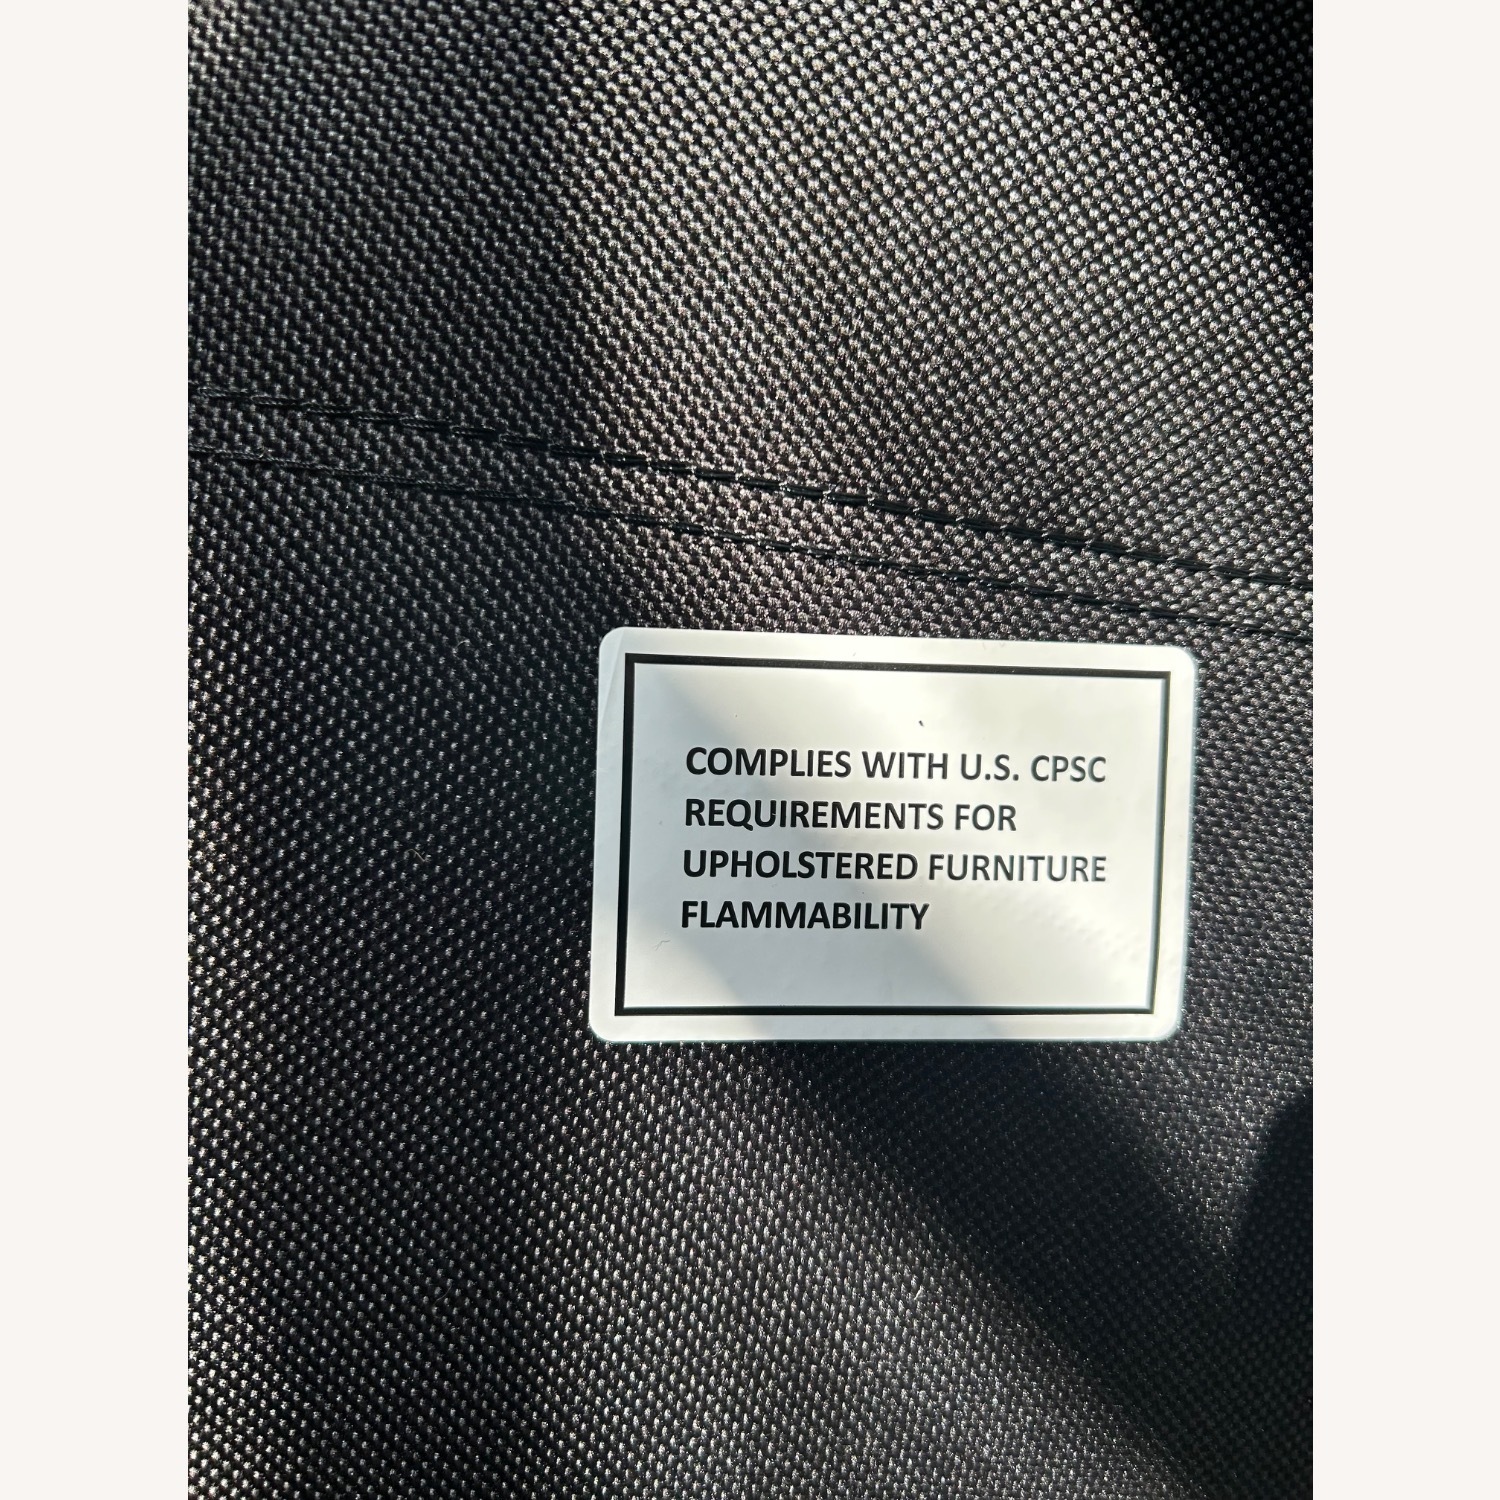 COMPLIES WITH U.S. CPSC
REQUIREMENTS FOR
UPHOLSTERED FURNITURE
FLAMMABILITY